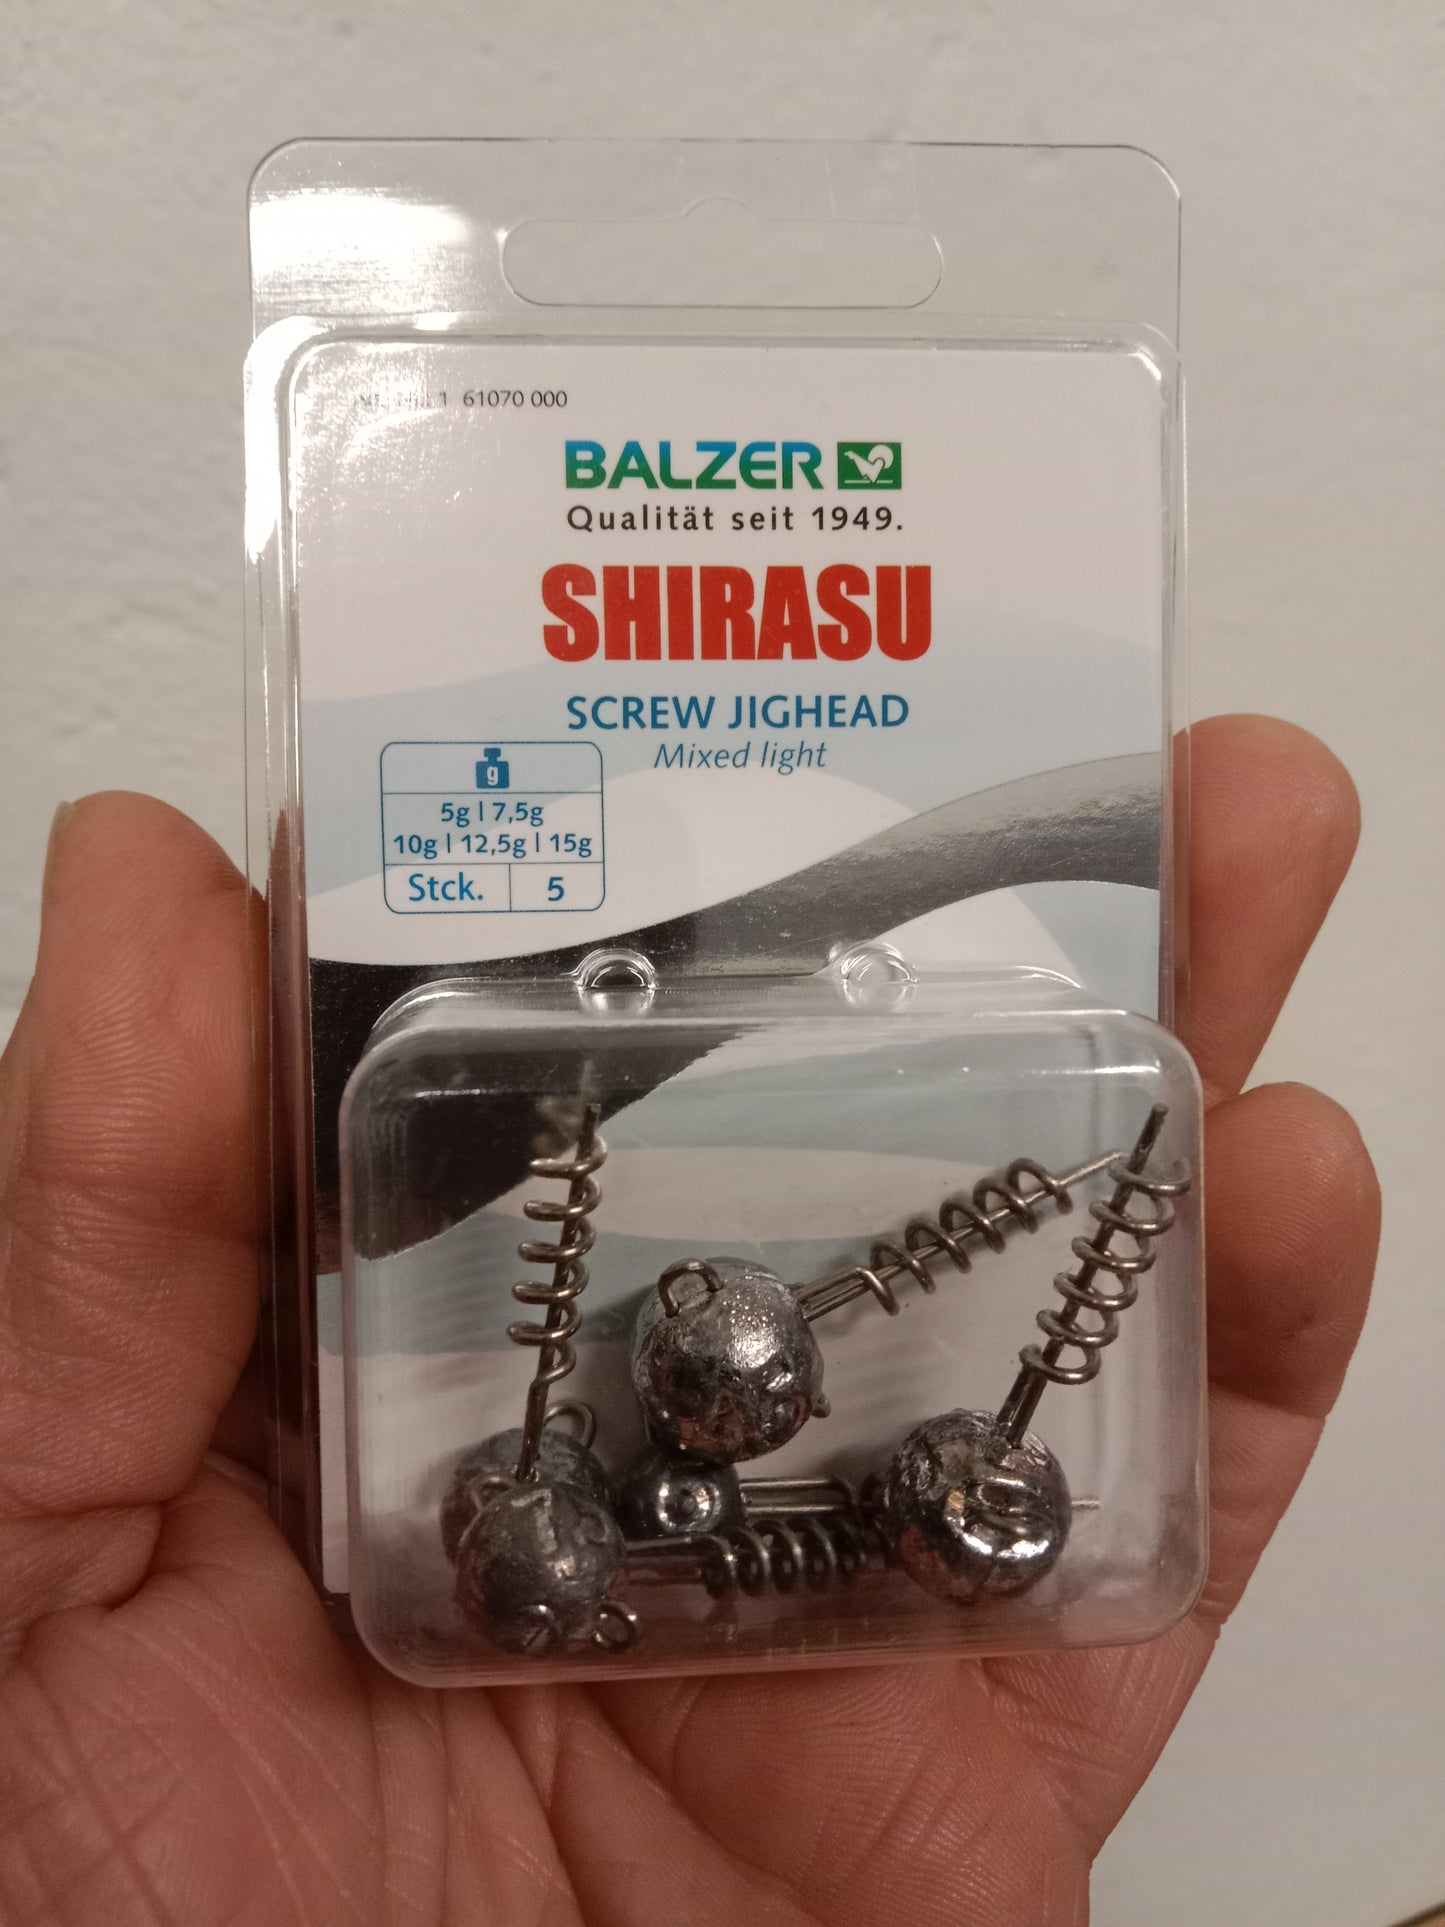 1 61070 000
BALZER
Qualität seit 1949.
SHIRASU
SCREW JIGHEAD
Mixed light
g
5g | 7,5g
10g | 12,5g | 15g
Stck. | 5